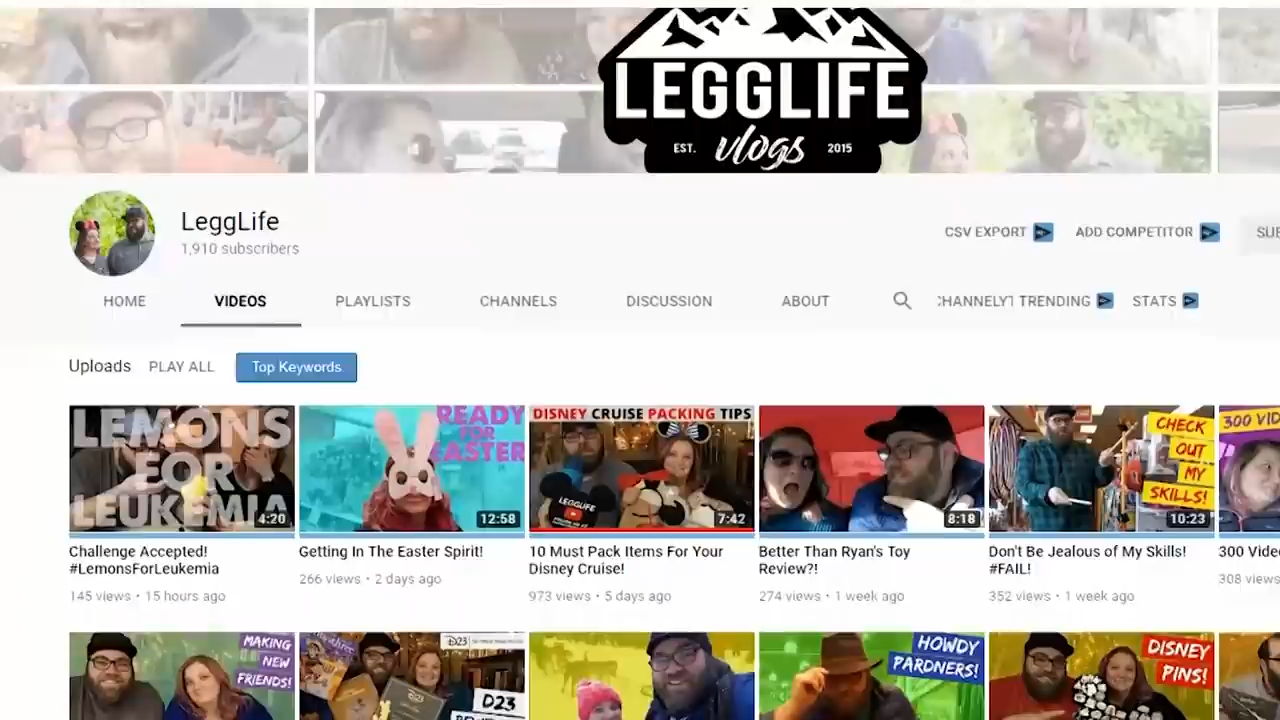 LEGGLIFE
EST. vlogs 2015
LeggLife
1,910 subscribers
CSV EXPORT
ADD COMPETITOR
HOME
VIDEOS
PLAYLISTS
CHANNELS
DISCUSSION
ABOUT
TRENDING
STATS
Uploads
PLAY ALL
Top Keywords
LEMONS
FOR
LEUKEMIA
4:20
READY
FOR
EASTER
12:58
DISNEY CRUISE PACKING TIPS
LEGGLIFE
7:42
8:18
CHECK
OUT
MY
SKILLS!
10:23
300
Challenge Accepted!
#LemonsForLeukemia
145 views • 15 hours ago
Getting In The Easter Spirit!
266 views • 2 days ago
10 Must Pack Items For Your
Disney Cruise!
973 views • 5 days ago
Better Than Ryan's Toy
Review?!
274 views • 1 week ago
Don't Be Jealous of My Skills!
#FAIL!
352 views • 1 week ago
300
308 views
MAKING
NEW
FRIENDS!
D23
D23
HOWDY
PARDNERS!
DISNEY
PINS!